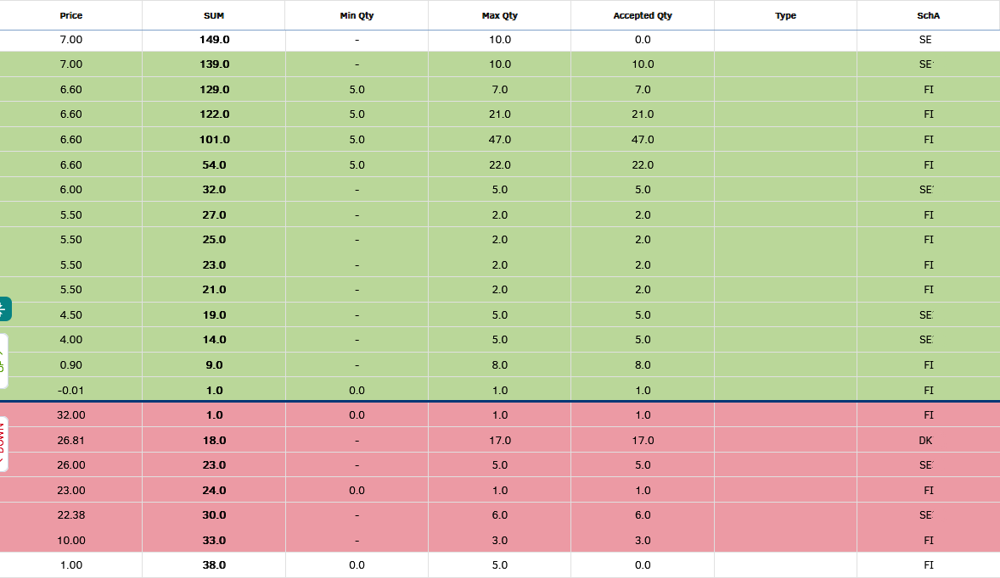 Price SUM Min Qty Max Qty Accepted Qty Type SchA
7.00 149.0 - 10.0 0.0 SE
7.00 139.0 - 10.0 10.0 SE
6.60 129.0 5.0 7.0 7.0 FI
6.60 122.0 5.0 21.0 21.0 FI
6.60 101.0 5.0 47.0 47.0 FI
6.60 54.0 5.0 22.0 22.0 FI
6.00 32.0 - 5.0 5.0 SE
5.50 27.0 - 2.0 2.0 FI
5.50 25.0 - 2.0 2.0 FI
5.50 23.0 - 2.0 2.0 FI
5.50 21.0 - 2.0 2.0 FI
4.50 19.0 - 5.0 5.0 SE
4.00 14.0 - 5.0 5.0 SE
0.90 9.0 - 8.0 8.0 FI
-0.01 1.0 0.0 1.0 1.0 FI
32.00 1.0 0.0 1.0 1.0 FI
26.81 18.0 - 17.0 17.0 DK
26.00 23.0 - 5.0 5.0 SE
23.00 24.0 0.0 1.0 1.0 FI
22.38 30.0 - 6.0 6.0 SE
10.00 33.0 - 3.0 3.0 FI
1.00 38.0 0.0 5.0 0.0 FI
DOWN